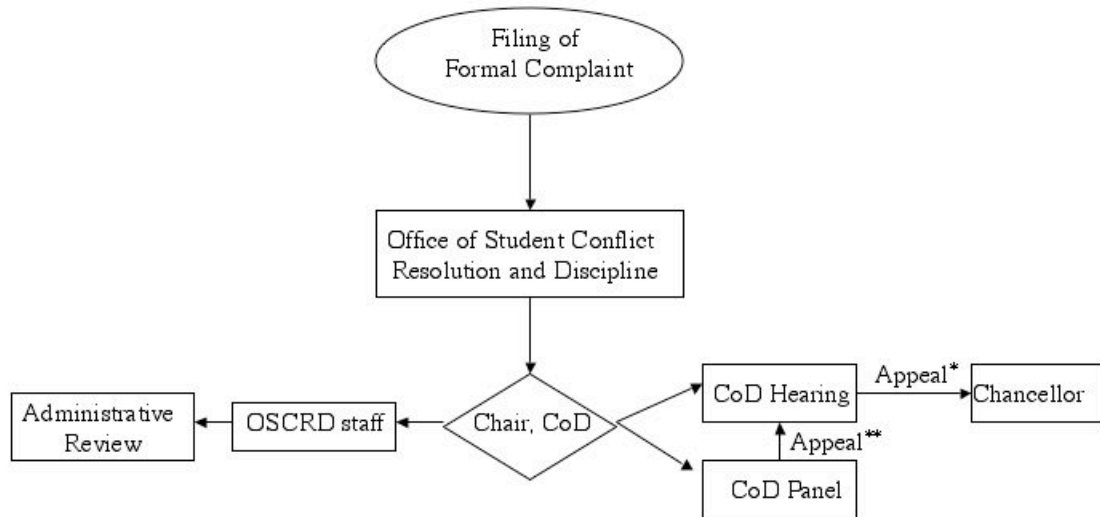 Filing of
Formal Complaint
Office of Student Conflict
Resolution and Discipline
Administrative
Review
OSCRD staff
Chair, CoD
CoD Hearing
Appeal*
Chancellor
Appeal**
CoD Panel